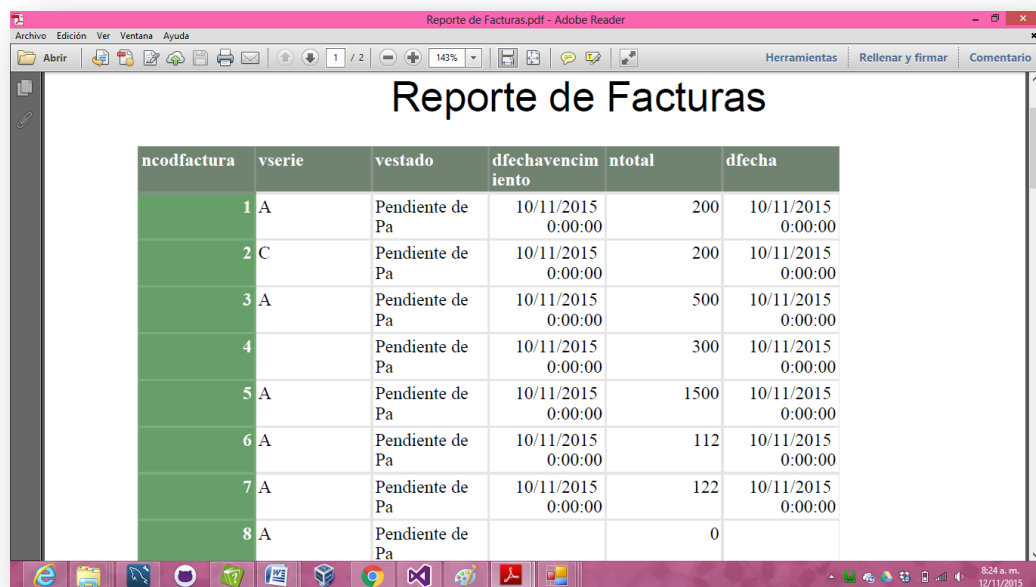 Reporte de Facturas.pdf - Adobe Reader
Archivo Edición Ver Ventana Ayuda
Abrir 1 / 2 143% Herramientas Rellenar y firmar Comentario
Reporte de Facturas
ncodfactura vserie vestado dfechavencim ntotal dfecha
iento
1 A Pendiente de 10/11/2015 200 10/11/2015
Pa 0:00:00 0:00:00
2 C Pendiente de 10/11/2015 200 10/11/2015
Pa 0:00:00 0:00:00
3 A Pendiente de 10/11/2015 500 10/11/2015
Pa 0:00:00 0:00:00
4 Pendiente de 10/11/2015 300 10/11/2015
Pa 0:00:00 0:00:00
5 A Pendiente de 10/11/2015 1500 10/11/2015
Pa 0:00:00 0:00:00
6 A Pendiente de 10/11/2015 112 10/11/2015
Pa 0:00:00 0:00:00
7 A Pendiente de 10/11/2015 122 10/11/2015
Pa 0:00:00 0:00:00
8 A Pendiente de 0
Pa
8:24 a. m.
12/11/2015